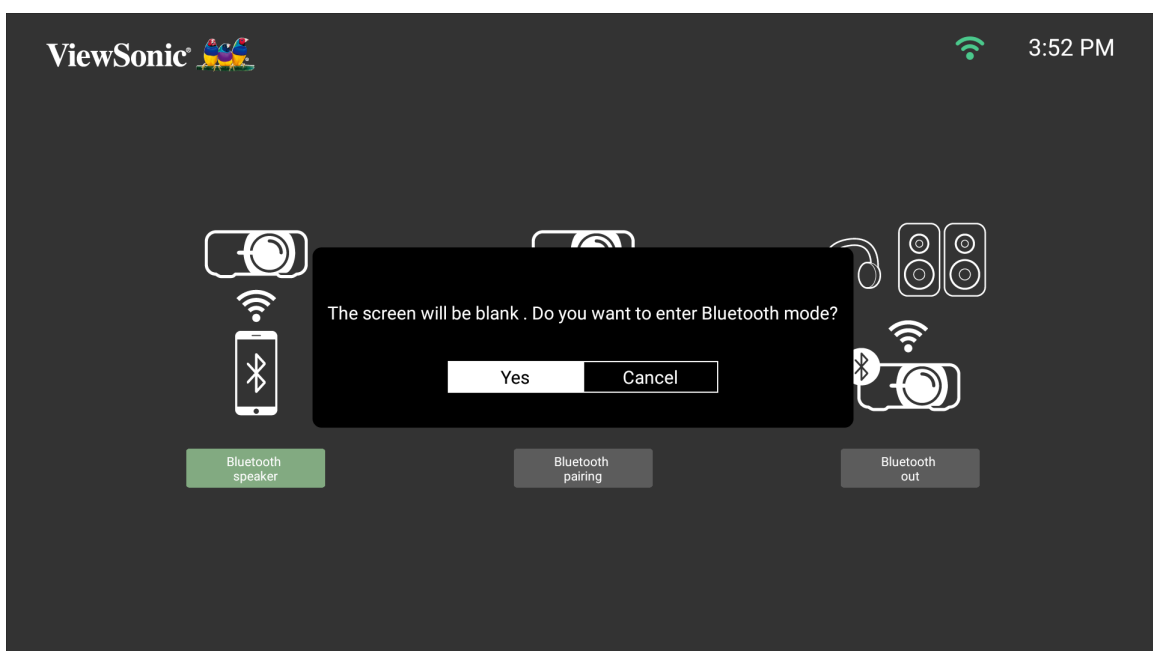 ViewSonic®
3:52 PM
The screen will be blank . Do you want to enter Bluetooth mode?
Yes
Cancel
Bluetooth
speaker
Bluetooth
pairing
Bluetooth
out